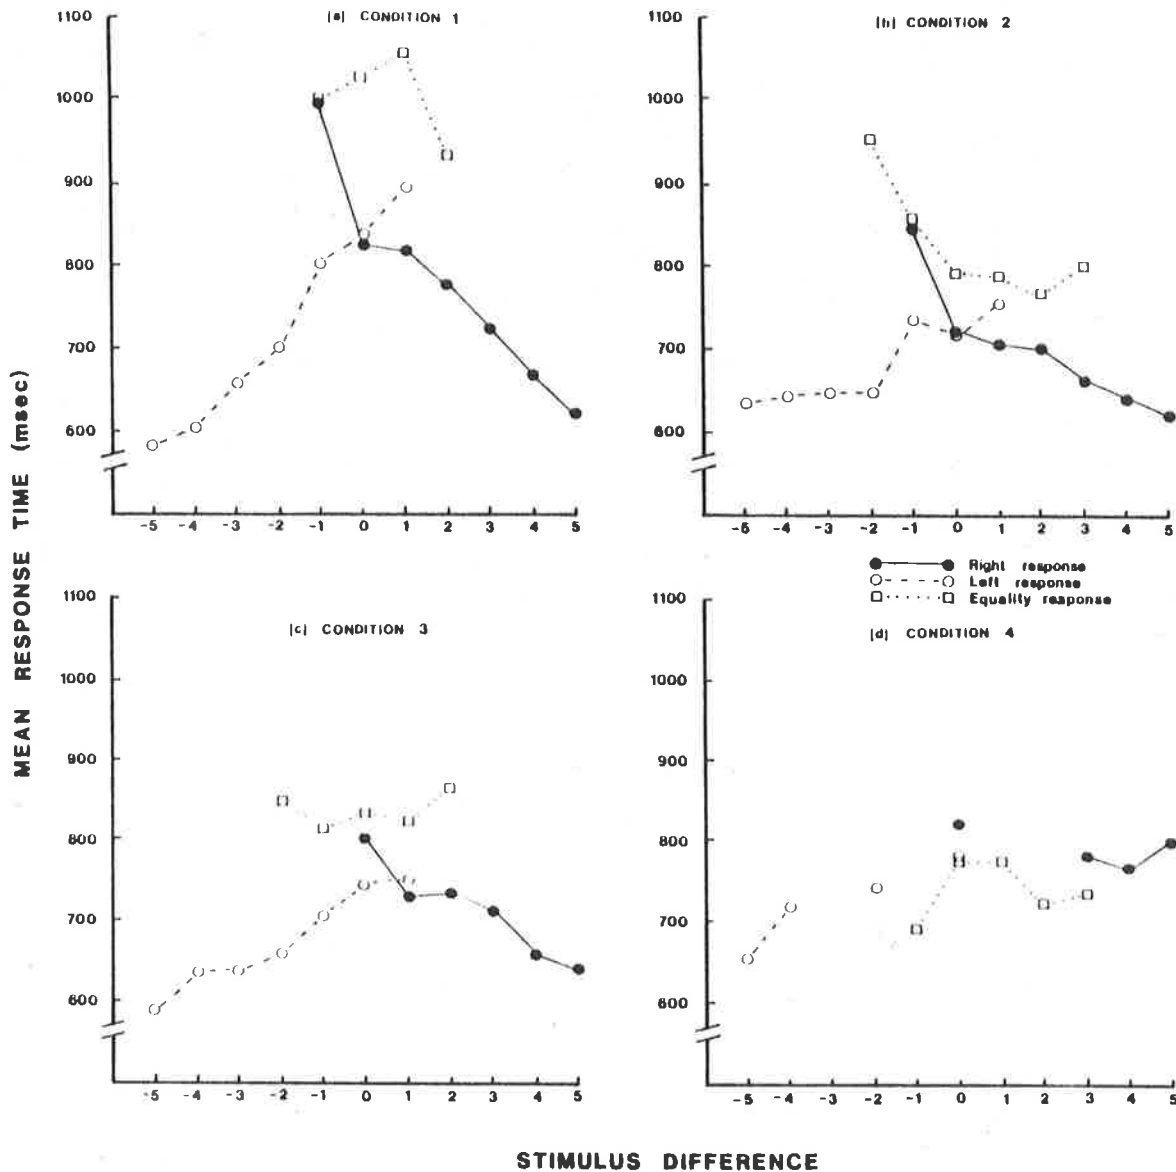 (a) CONDITION 1
1100
1000
900
800
700
600
-5 -4 -3 -2 -1 0 1 2 3 4 5
(b) CONDITION 2
1100
1000
900
800
700
600
-5 -4 -3 -2 -1 0 1 2 3 4 5
Right response
Left response
Equality response
(c) CONDITION 3
1100
1000
900
800
700
600
-5 -4 -3 -2 -1 0 1 2 3 4 5
(d) CONDITION 4
1100
1000
900
800
700
600
-5 -4 -3 -2 -1 0 1 2 3 4 5
MEAN RESPONSE TIME (msec)
STIMULUS DIFFERENCE